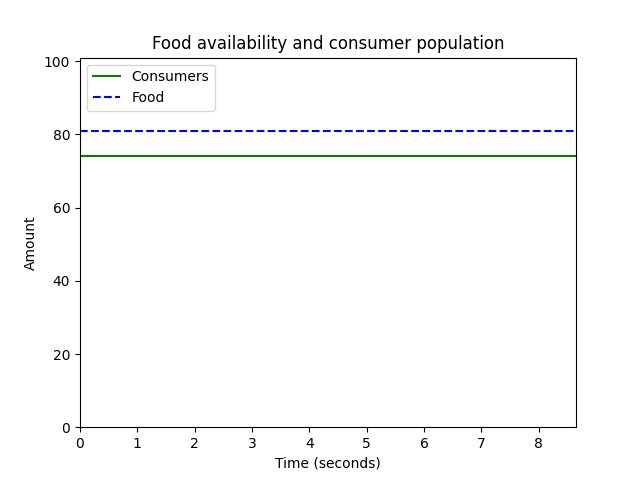 Food availability and consumer population
100
80
60
40
20
0
Amount
Consumers
Food
0 1 2 3 4 5 6 7 8
Time (seconds)